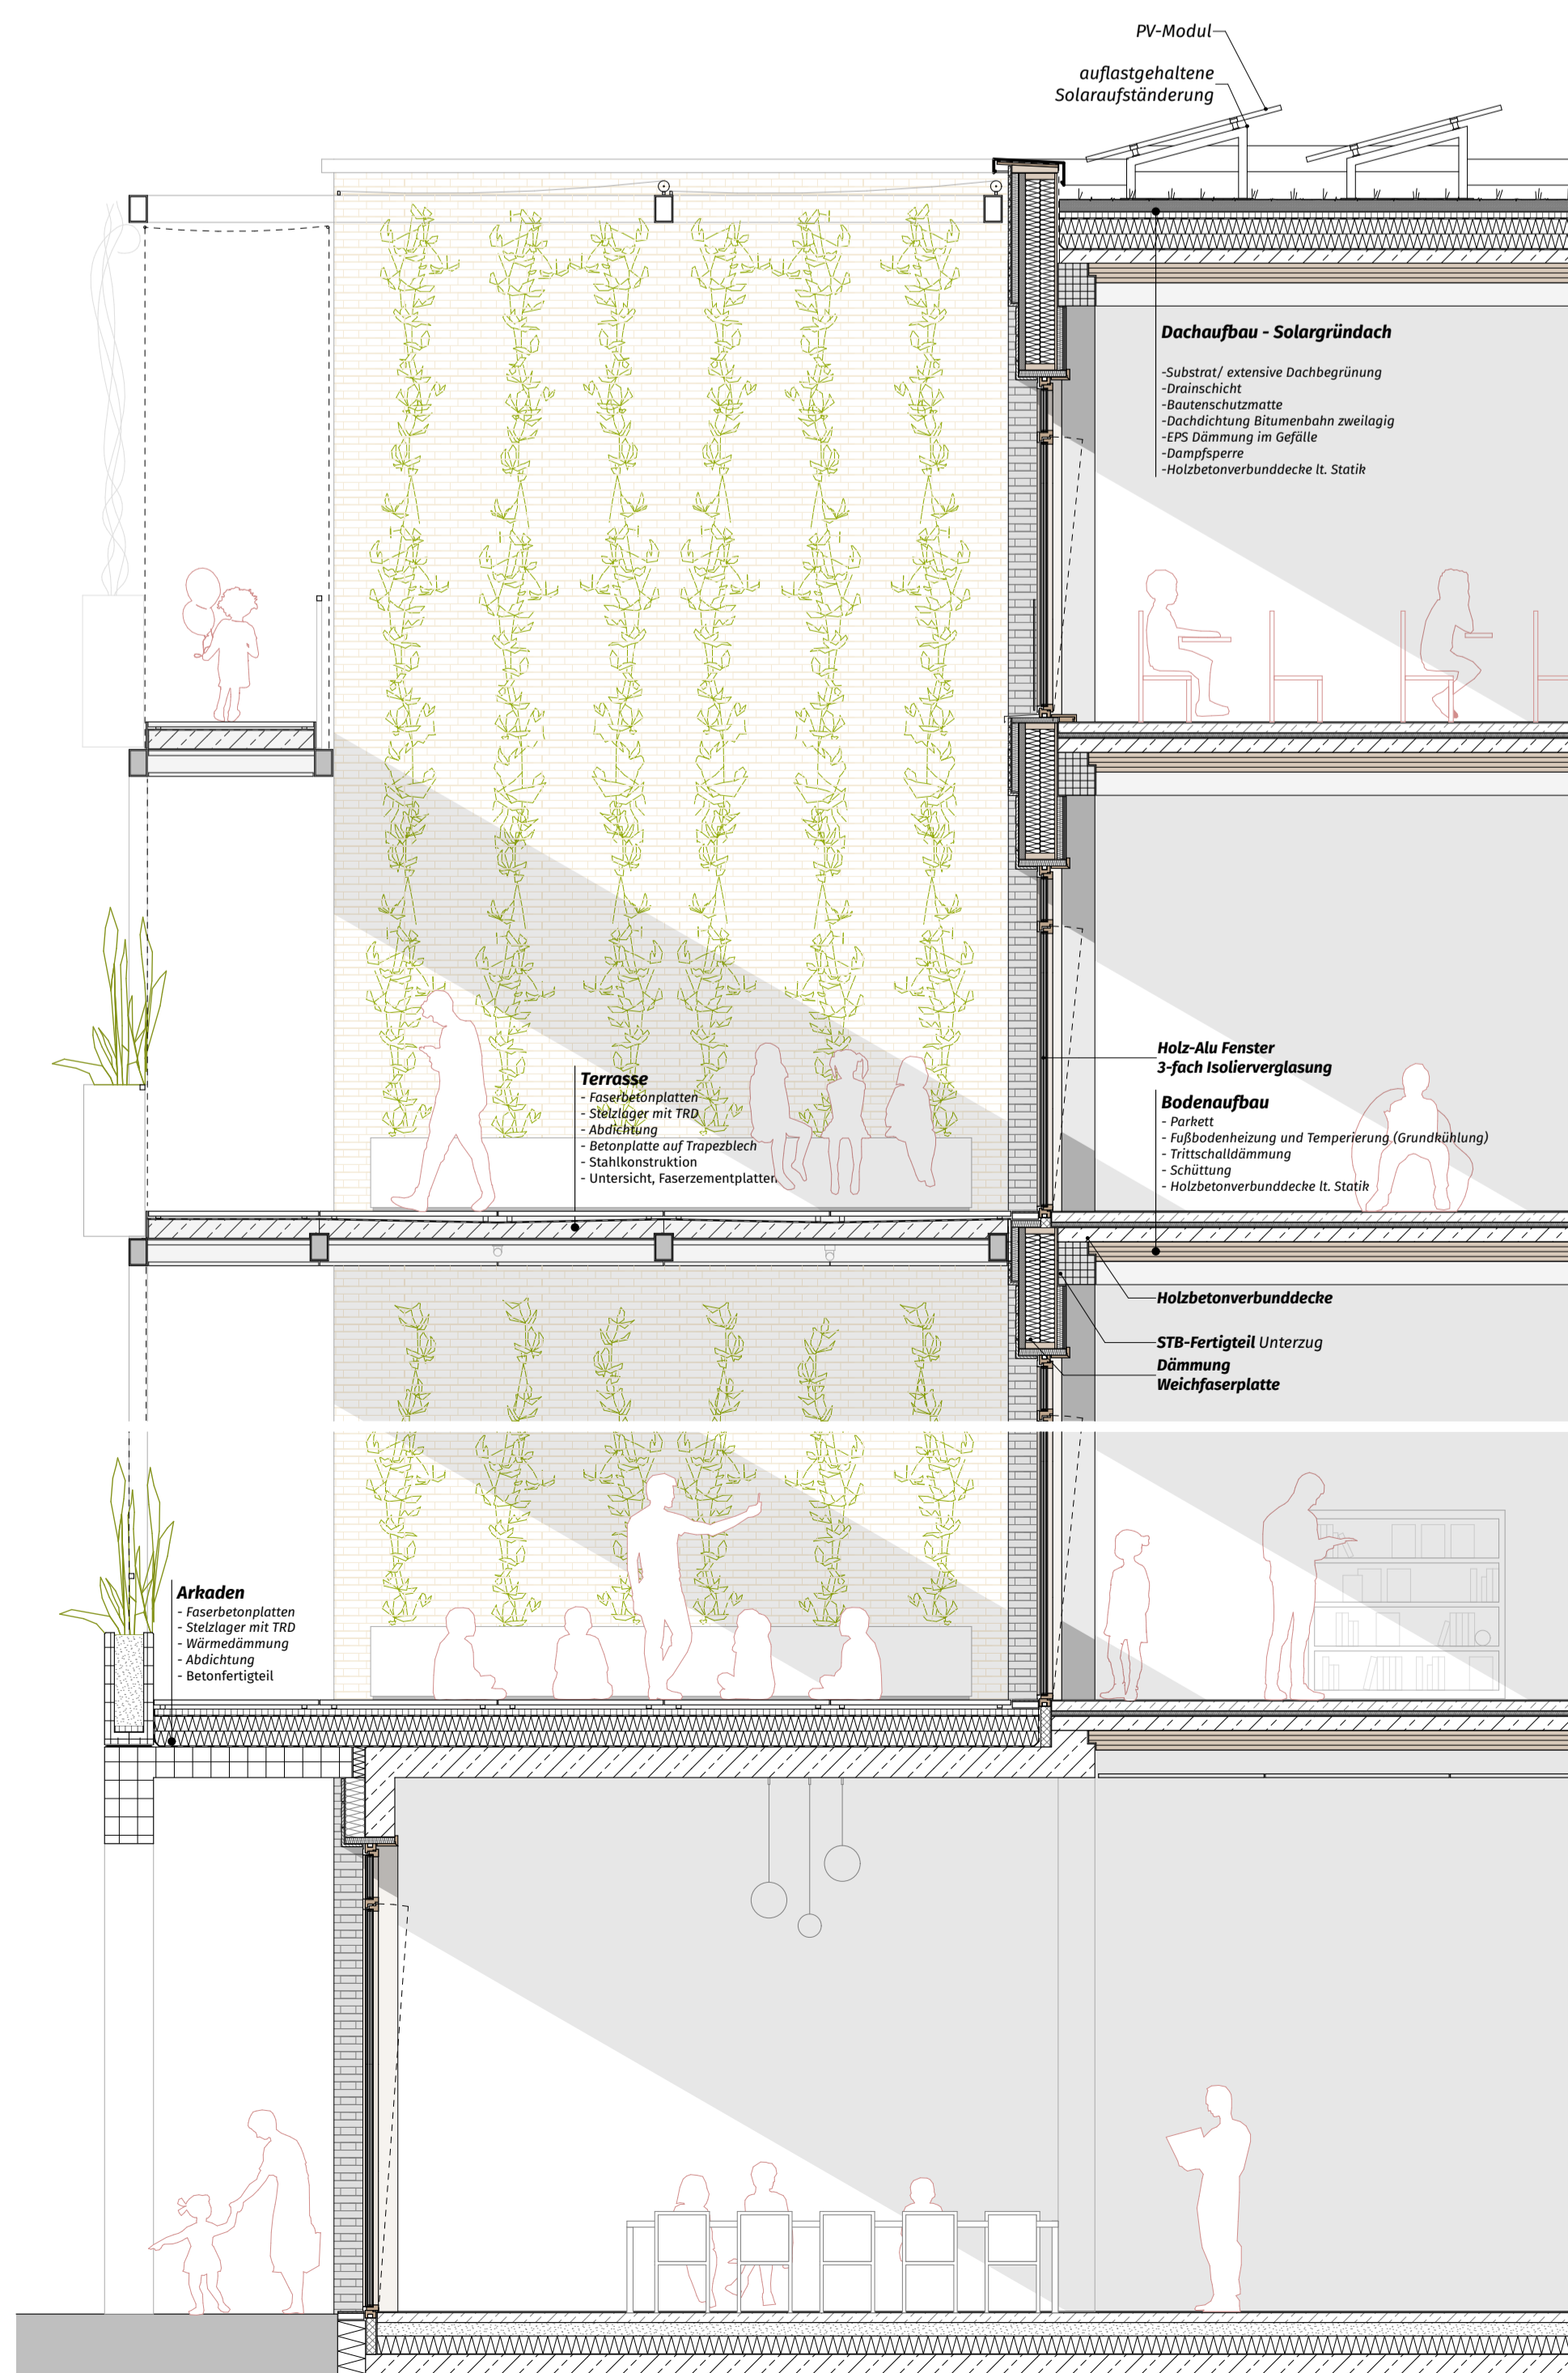 PV-Modul
auflastgehaltene
Solaraufständerung
Dachaufbau - Solargründach
-Substrat/ extensive Dachbegrünung
-Drainschicht
-Bautenschutzmatte
-Dachdichtung Bitumenbahn zweilagig
-EPS Dämmung im Gefälle
-Dampfsperre
-Holzbetonverbunddecke lt. Statik
Holz-Alu Fenster
3-fach Isolierverglasung
Terrasse
- Faserbetonplatten
- Stelzlager mit TRD
- Abdichtung
- Betonplatte auf Trapezblech
- Stahlkonstruktion
- Untersicht, Faserzementplatten
Bodenaufbau
- Parkett
- Fußbodenheizung und Temperierung (Grundkühlung)
- Trittschalldämmung
- Schüttung
- Holzbetonverbunddecke lt. Statik
Holzbetonverbunddecke
STB-Fertigteil Unterzug
Dämmung
Weichfaserplatte
Arkaden
- Faserbetonplatten
- Stelzlager mit TRD
- Wärmedämmung
- Abdichtung
- Betonfertigteil